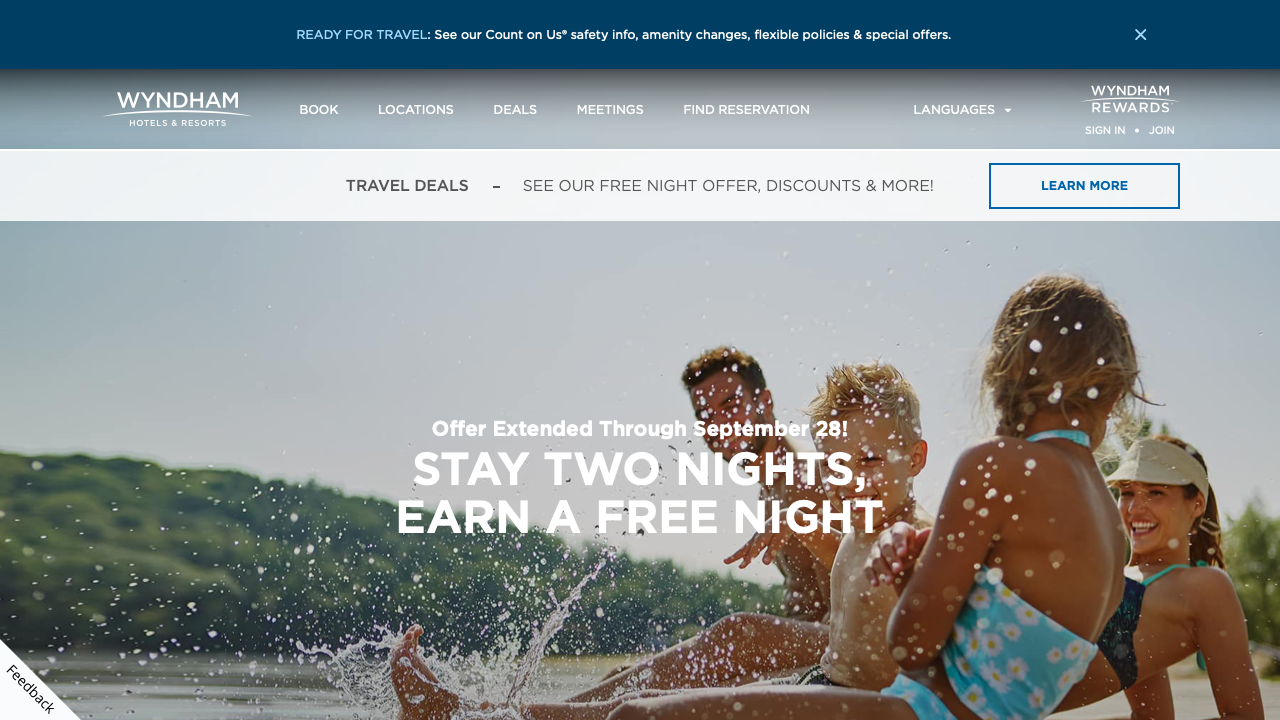 READY FOR TRAVEL: See our Count on Us® safety info, amenity changes, flexible policies & special offers.
WYNDHAM
HOTELS & RESORTS
BOOK
LOCATIONS
DEALS
MEETINGS
FIND RESERVATION
LANGUAGES
WYNDHAM
REWARDS
SIGN IN • JOIN
TRAVEL DEALS – SEE OUR FREE NIGHT OFFER, DISCOUNTS & MORE!
LEARN MORE
Offer Extended Through September 28!
STAY TWO NIGHTS,
EARN A FREE NIGHT
Feedback